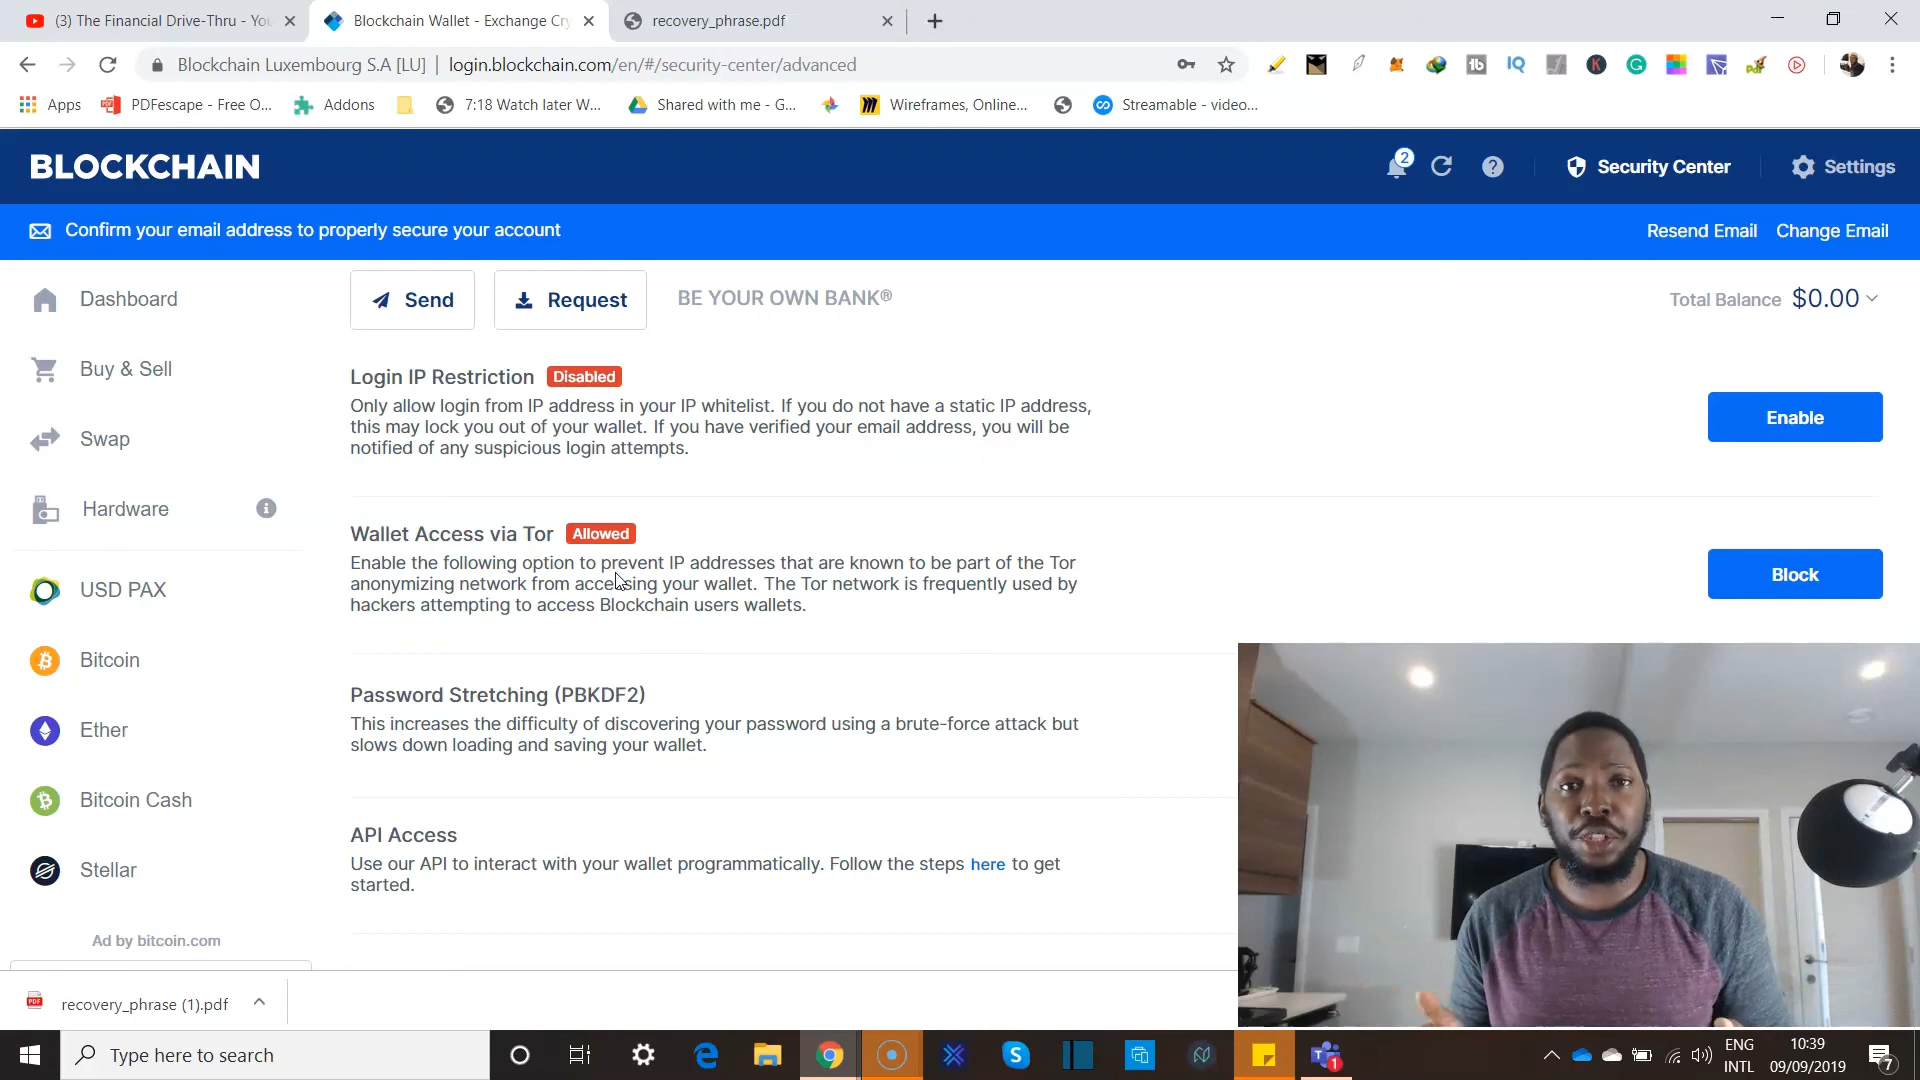 (3) The Financial Drive-Thru - You
Blockchain Wallet - Exchange Cry
recovery_phrase.pdf
Blockchain Luxembourg S.A [LU] | login.blockchain.com/en/#/security-center/advanced
Apps
PDFescape - Free O...
Addons
7:18 Watch later W...
Shared with me - G...
Wireframes, Online...
Streamable - video...
BLOCKCHAIN
2
Security Center
Settings
Confirm your email address to properly secure your account
Resend Email
Change Email
Dashboard
Buy & Sell
Swap
Hardware
USD PAX
Bitcoin
Ether
Bitcoin Cash
Stellar
Ad by bitcoin.com
Send
Request
BE YOUR OWN BANK®
Total Balance $0.00
Login IP Restriction Disabled
Only allow login from IP address in your IP whitelist. If you do not have a static IP address,
this may lock you out of your wallet. If you have verified your email address, you will be
notified of any suspicious login attempts.
Enable
Wallet Access via Tor Allowed
Enable the following option to prevent IP addresses that are known to be part of the Tor
anonymizing network from accessing your wallet. The Tor network is frequently used by
hackers attempting to access Blockchain users wallets.
Block
Password Stretching (PBKDF2)
This increases the difficulty of discovering your password using a brute-force attack but
slows down loading and saving your wallet.
API Access
Use our API to interact with your wallet programmatically. Follow the steps here to get
started.
recovery_phrase (1).pdf
Type here to search
1
ENG
INTL
10:39
09/09/2019
7